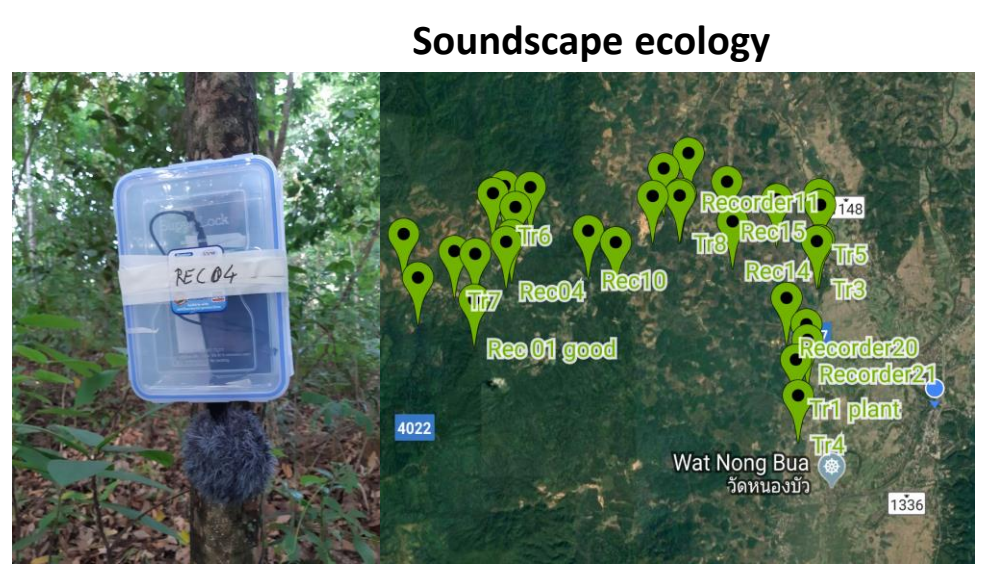 Soundscape ecology
REC04
148
Recorder11
Tr6
Tr8
Rec15
Tr5
Rec10
Rec14
Rec04
Tr7
Tr3
Rec 01 good
7
Recorder20
Recorder21
Tr1 plant
4022
Tr4
Wat Nong Bua
วัดหนองบัว
1336